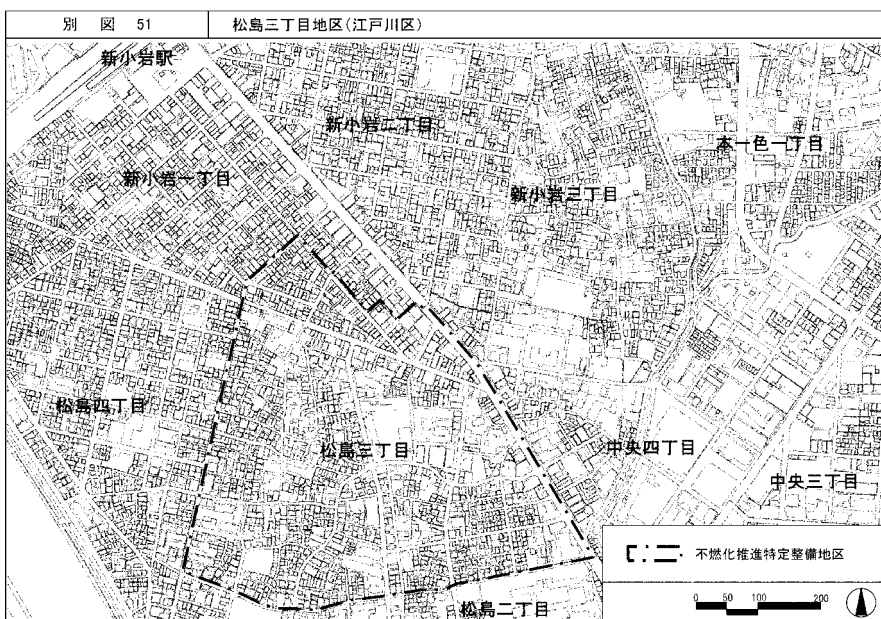 別図 51
松島三丁目地区(江戸川区)
新小岩駅
新小岩二丁目
本一色一丁目
新小岩一丁目
新小岩三丁目
松島四丁目
松島三丁目
中央四丁目
中央三丁目
不燃化推進特定整備地区
松島二丁目
0 50 100 200